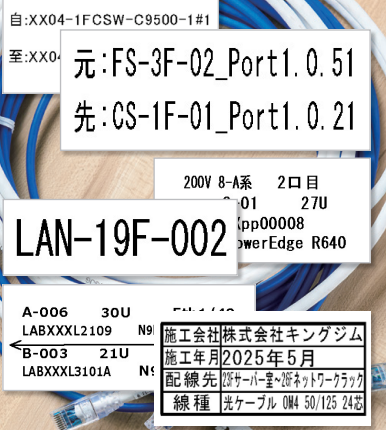 自:XX04-1FCSW-C9500-1#1
至:XX04
元:FS-3F-02_Port1.0.51
先:CS-1F-01_Port1.0.21
200V 8-A系 2口目
-01 27U
pp00008
owerEdge R640
LAN-19F-002
A-006 30U
LABXXXL2109
B-003 21U
LABXXXL3101A
施工会社 株式会社キングジム
施工年月 2025年5月
配線先 23Fサーバー室~26Fネットワークラック
線種 光ケーブル OM4 50/125 24芯